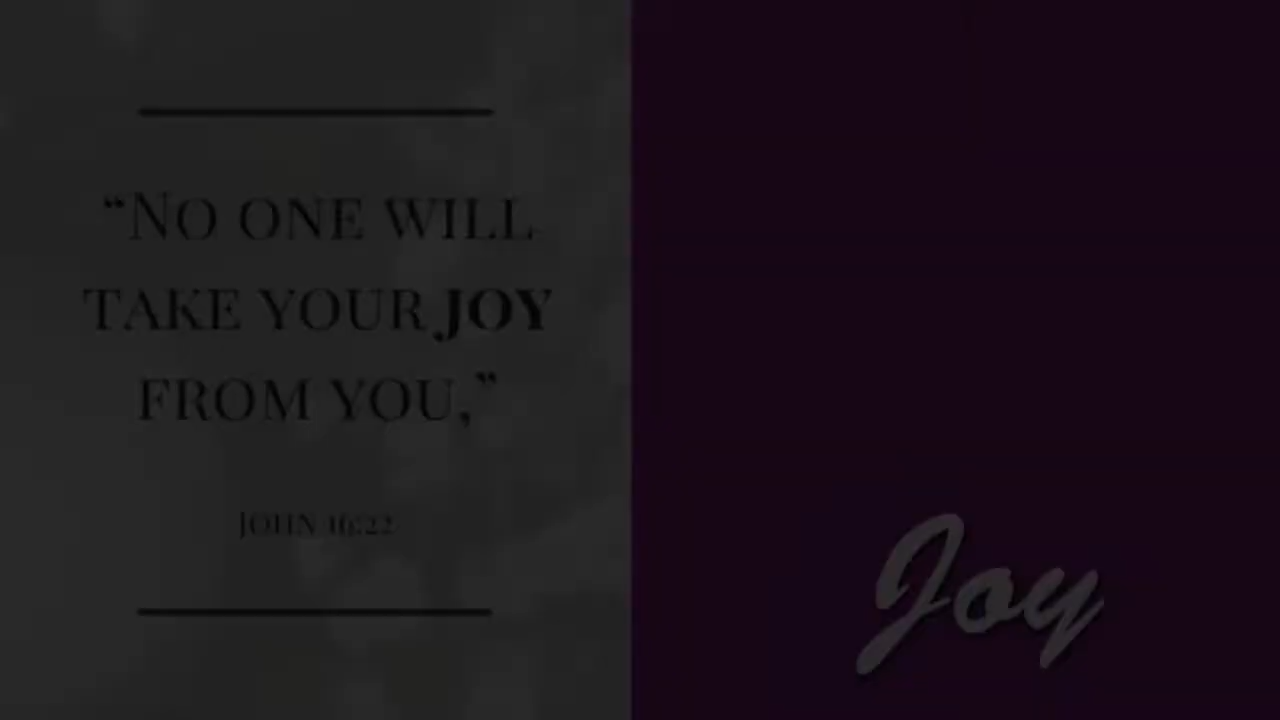 “No one will
take your joy
from you,”
John 16:22
Joy